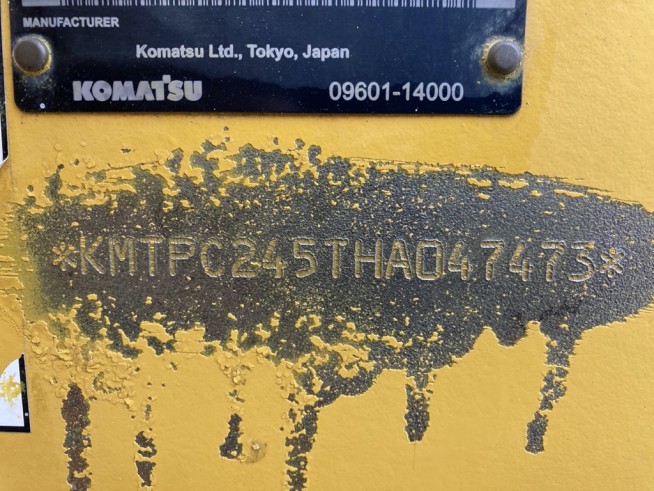 MANUFACTURER
Komatsu Ltd., Tokyo, Japan
KOMATSU 09601-14000
*KMTPC245THA047473*